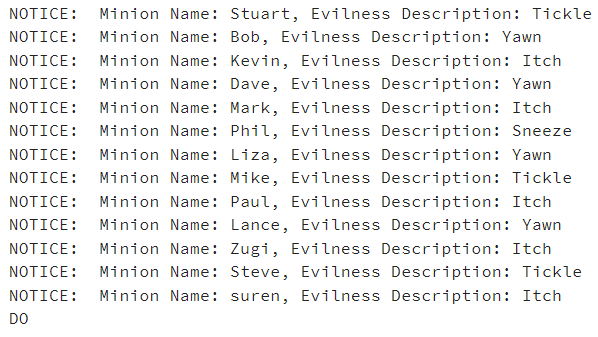 NOTICE:  Minion Name: Stuart, Evilness Description: Tickle
NOTICE:  Minion Name: Bob, Evilness Description: Yawn
NOTICE:  Minion Name: Kevin, Evilness Description: Itch
NOTICE:  Minion Name: Dave, Evilness Description: Yawn
NOTICE:  Minion Name: Mark, Evilness Description: Itch
NOTICE:  Minion Name: Phil, Evilness Description: Sneeze
NOTICE:  Minion Name: Liza, Evilness Description: Yawn
NOTICE:  Minion Name: Mike, Evilness Description: Tickle
NOTICE:  Minion Name: Paul, Evilness Description: Itch
NOTICE:  Minion Name: Lance, Evilness Description: Yawn
NOTICE:  Minion Name: Zugi, Evilness Description: Itch
NOTICE:  Minion Name: Steve, Evilness Description: Tickle
NOTICE:  Minion Name: suren, Evilness Description: Itch
DO